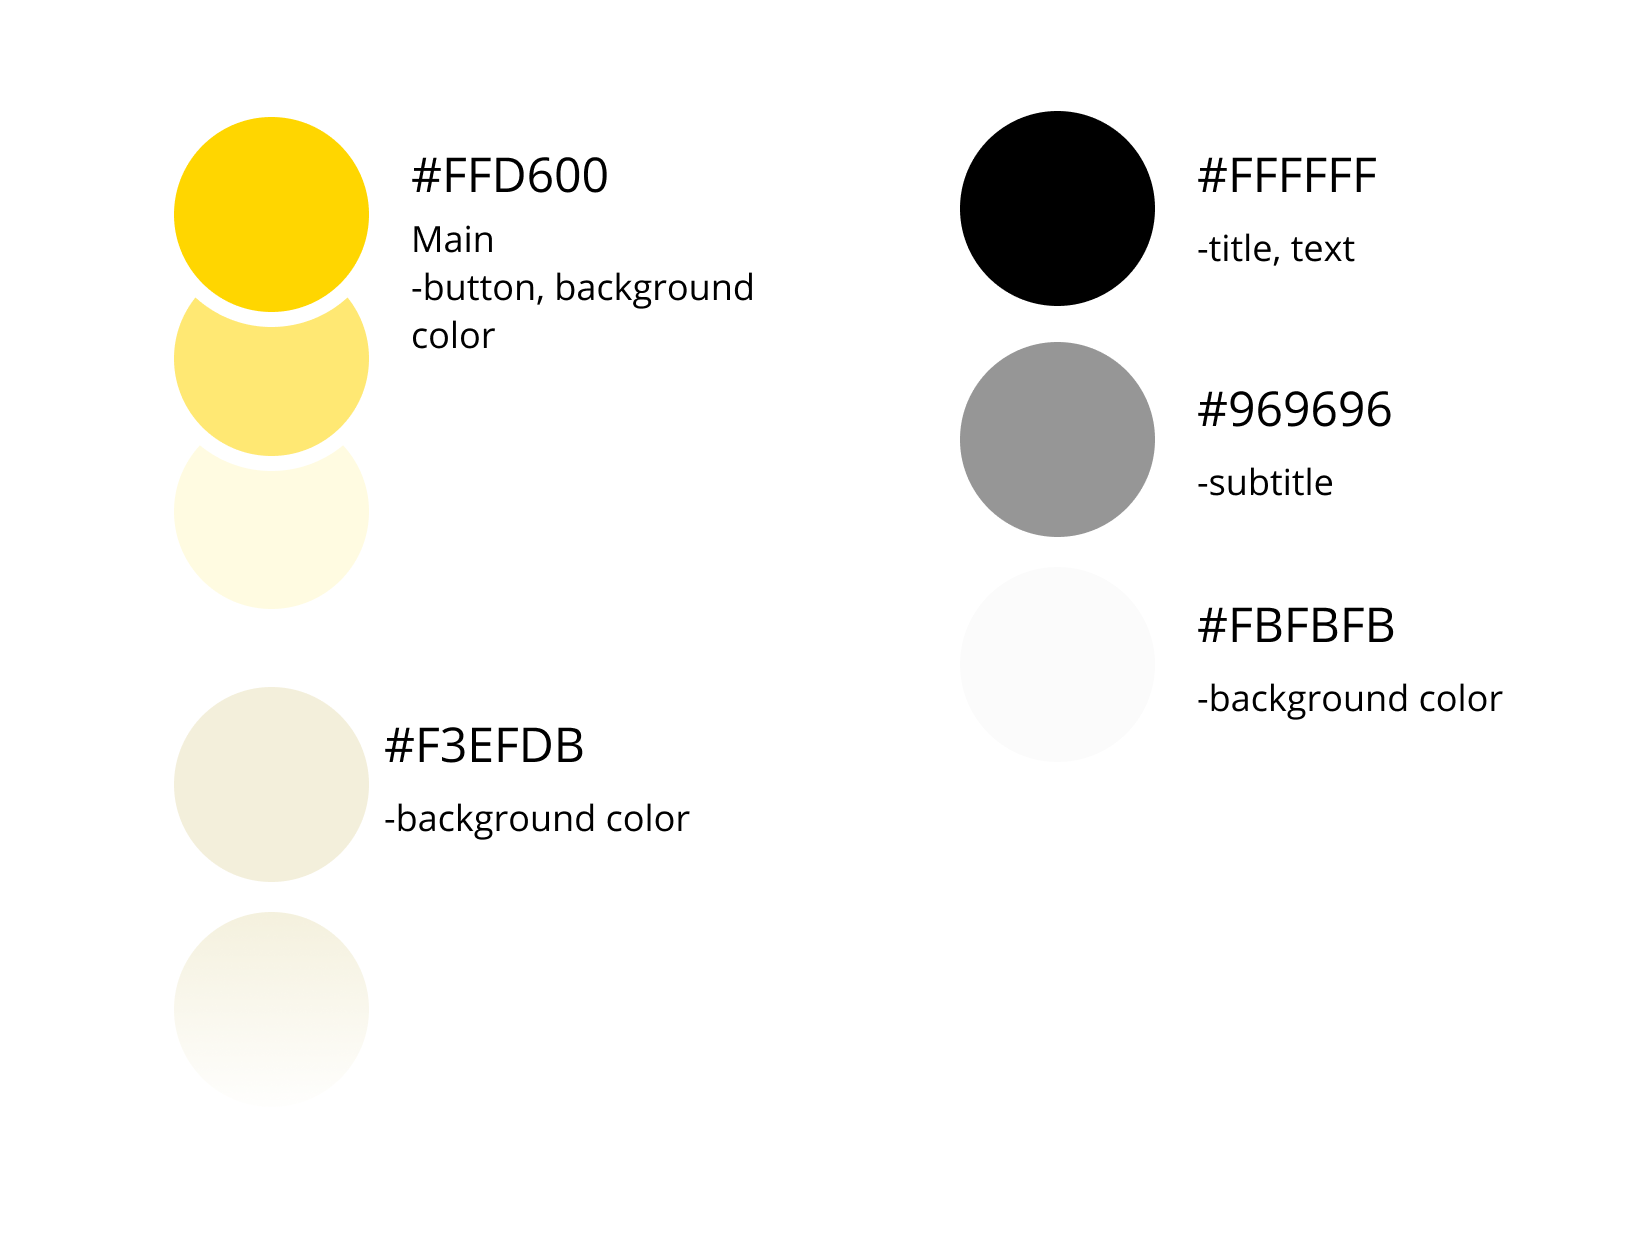 #FFD600
Main
-button, background
color
#F3EFDB
-background color
#FFFFFF
-title, text
#969696
-subtitle
#FBFBFB
-background color